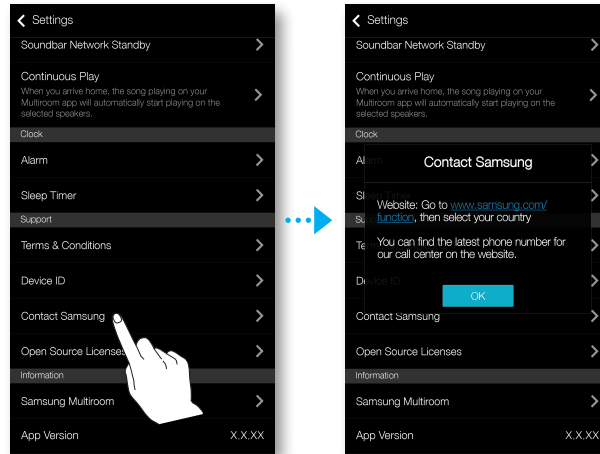 Settings
Soundbar Network Standby
Continuous Play
When you arrive home, the song playing on your
Multiroom app will automatically start playing on the
selected speakers.
Clock
Alarm
Sleep Timer
Support
Terms & Conditions
Device ID
Contact Samsung
Open Source Licenses
Information
Samsung Multiroom
App Version X.X.XX
Settings
Soundbar Network Standby
Continuous Play
When you arrive home, the song playing on your
Multiroom app will automatically start playing on the
selected speakers.
Clock
Alarm
Contact Samsung
Sleep Timer
Website: Go to www.samsung.com/
function, then select your country
You can find the latest phone number for
our call center on the website.
Device ID
OK
Contact Samsung
Open Source Licenses
Information
Samsung Multiroom
App Version X.X.XX